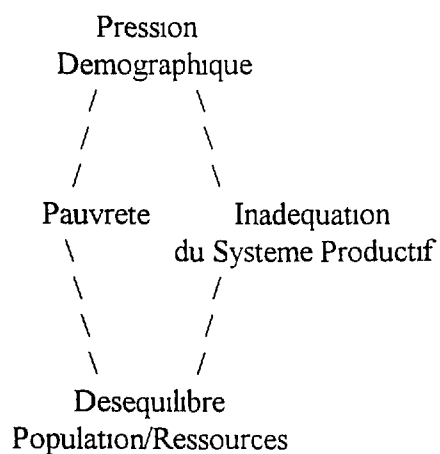 Pression
Demographique
Pauvrete
Inadequation
du Systeme Productif
Desequilibre
Population/Ressources